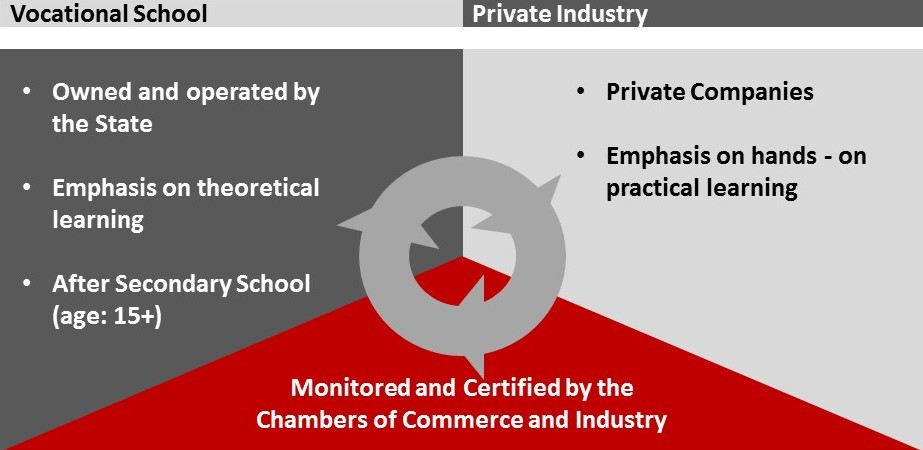 Vocational School
Private Industry
• Owned and operated by
the State
• Emphasis on theoretical
learning
• After Secondary School
(age: 15+)
• Private Companies
• Emphasis on hands - on
practical learning
Monitored and Certified by the
Chambers of Commerce and Industry